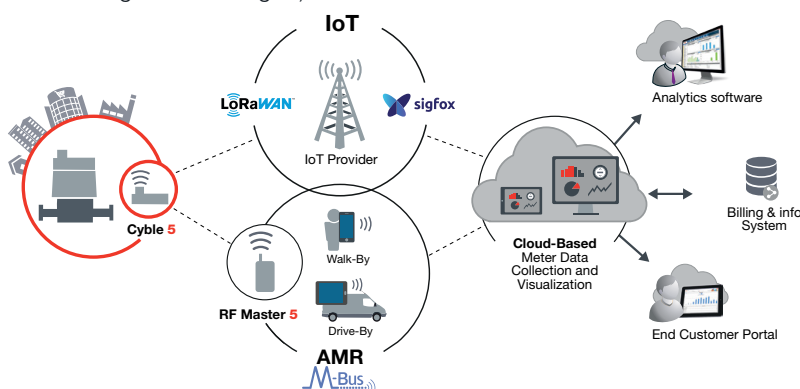 IoT
LoRaWAN
sigfox
IoT Provider
Analytics software
Cyble 5
Walk-By
RF Master 5
Drive-By
AMR
M-Bus
Cloud-Based
Meter Data
Collection and
Visualization
Billing & info
System
End Customer Portal